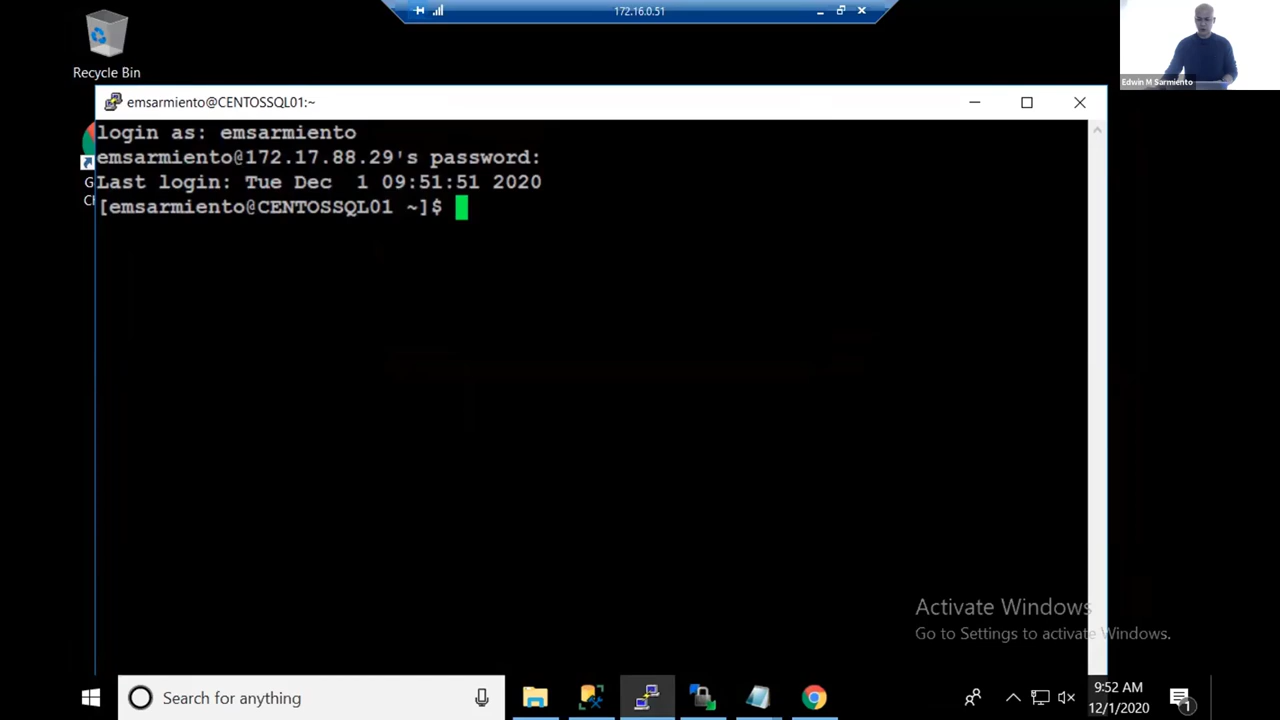 172.16.0.51
Recycle Bin
Edwin M Sarmiento
emsarmiento@CENTOSSQL01:~
login as: emsarmiento
emsarmiento@172.17.88.29's password:
Last login: Tue Dec  1 09:51:51 2020
[emsarmiento@CENTOSSQL01 ~]$
G
Ch
Activate Windows
Go to Settings to activate Windows.
Search for anything
9:52 AM
12/1/2020
1